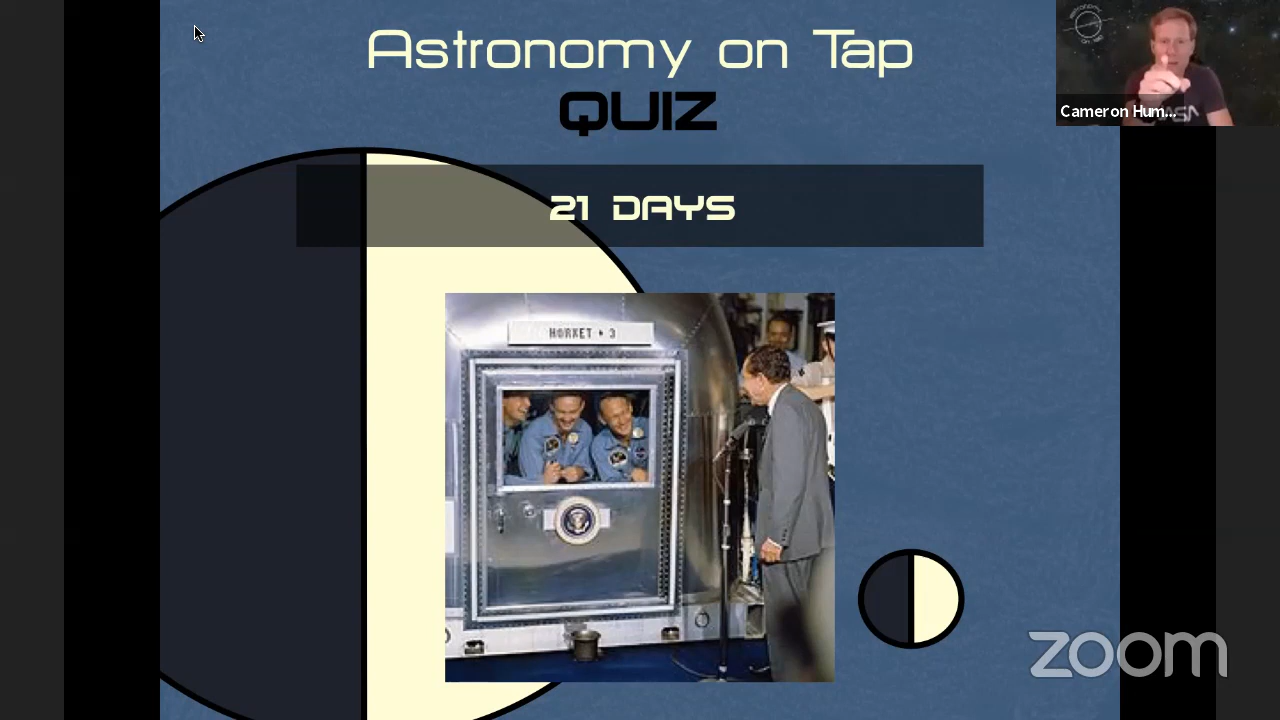 Astronomy on Tap
QUIZ
21 DAYS
HORNET + 3
Cameron Hum...
zoom